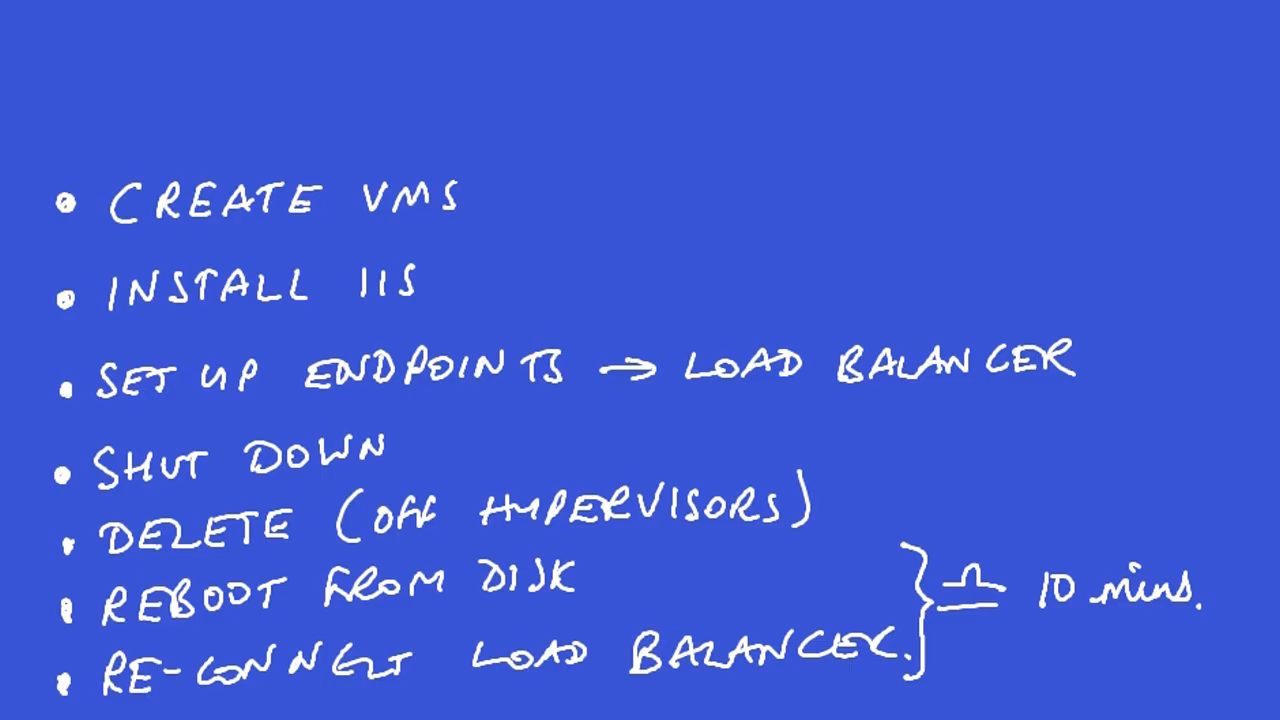 • CREATE VMS
• INSTALL IIS
• SET UP ENDPOINTS → LOAD BALANCER
• SHUT DOWN
• DELETE (OFF HYPERVISORS)
• REBOOT FROM DISK
• RE-CONNECT LOAD BALANCER. } ≏ 10 mins.